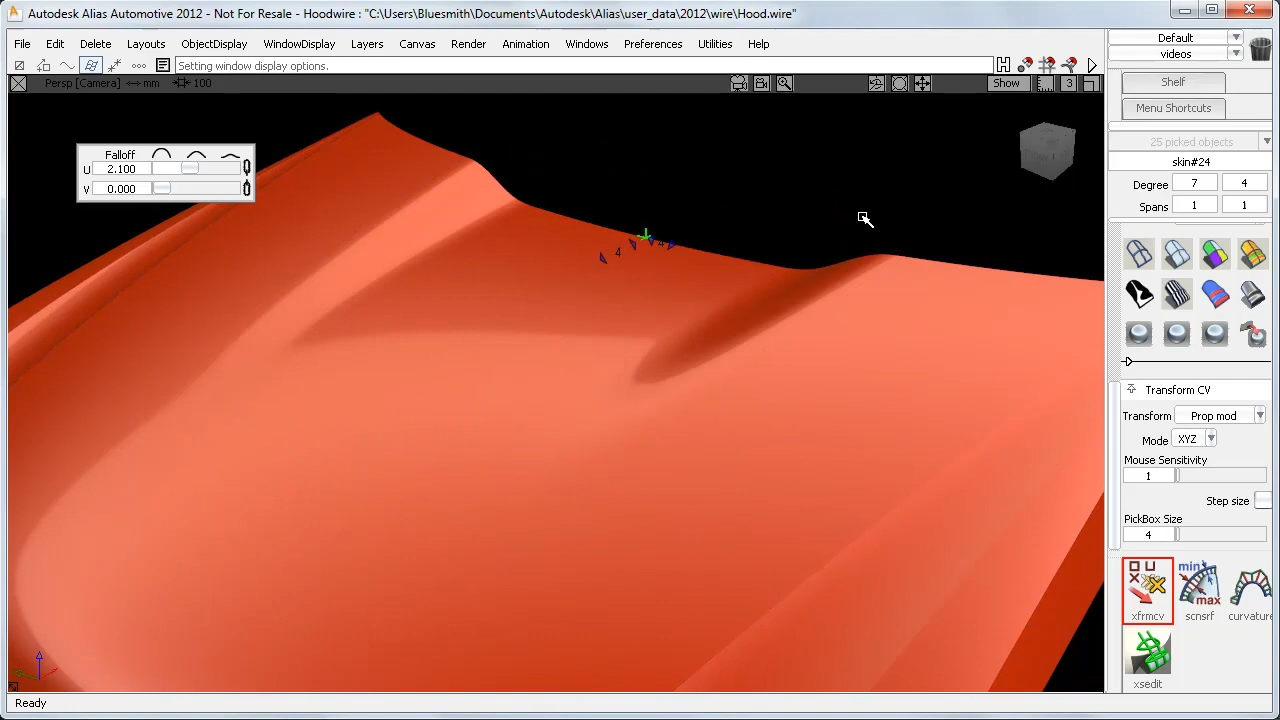 Autodesk Alias Automotive 2012 - Not For Resale - Hoodwire : "C:\Users\Bluesmith\Documents\Autodesk\Alias\user_data\2012\wire\Hood.wire"
File Edit Delete Layouts ObjectDisplay WindowDisplay Layers Canvas Render Animation Windows Preferences Utilities Help
Default
videos
Setting window display options.
Persp [Camera] mm 100
Show
3
Shelf
Menu Shortcuts
25 picked objects
skin#24
Degree 7 4
Spans 1 1
Falloff
U 2.100
V 0.000
4
4
Transform CV
Transform Prop mod
Mode XYZ
Mouse Sensitivity
1
Step size
PickBox Size
4
min
max
xfrmcv scnsrf curvature
xsedit
Ready